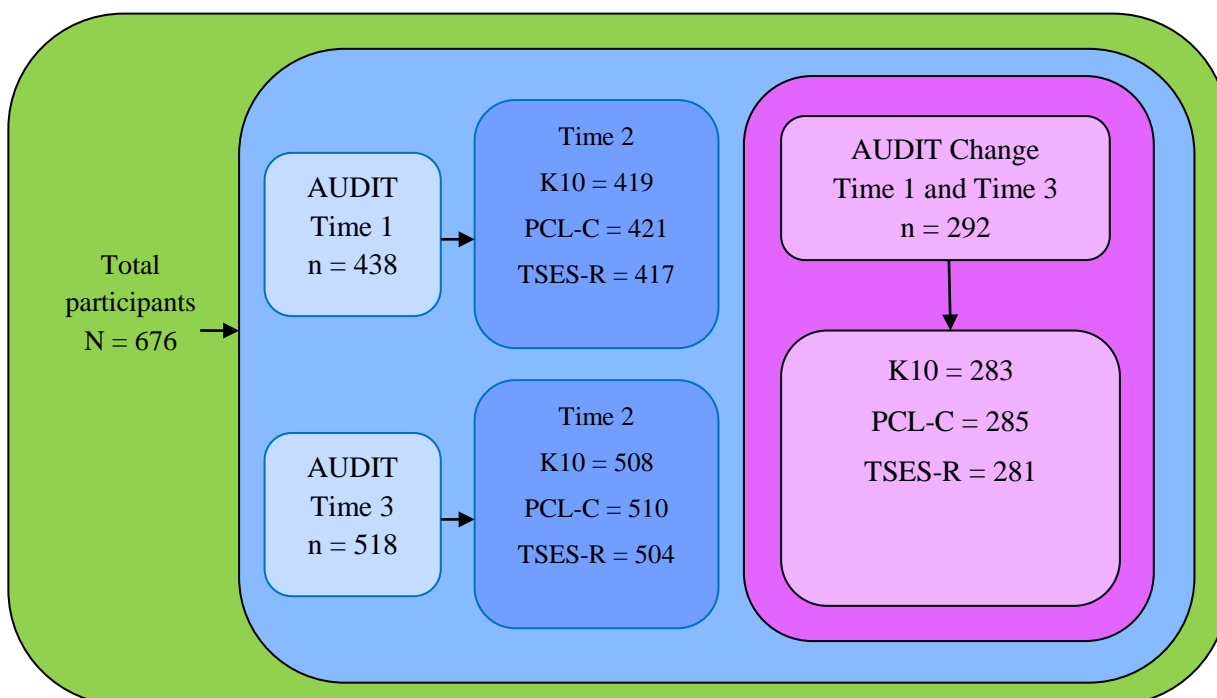 Total
participants
N = 676
AUDIT
Time 1
n = 438
Time 2
K10 = 419
PCL-C = 421
TSES-R = 417
AUDIT
Time 3
n = 518
Time 2
K10 = 508
PCL-C = 510
TSES-R = 504
AUDIT Change
Time 1 and Time 3
n = 292
K10 = 283
PCL-C = 285
TSES-R = 281